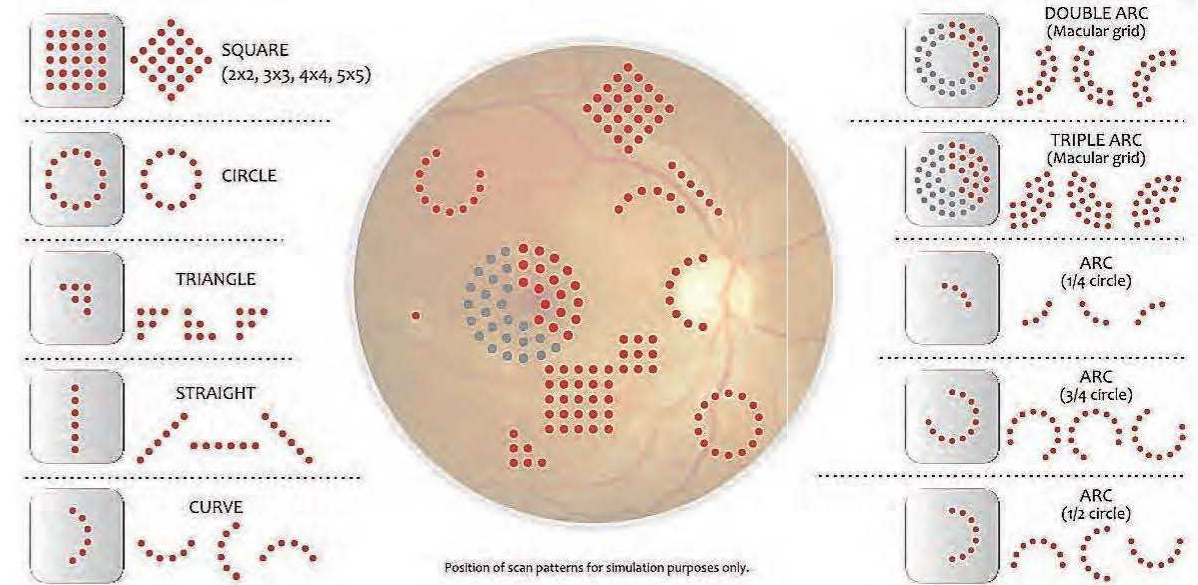 SQUARE
(2x2, 3x3, 4x4, 5x5)
CIRCLE
TRIANGLE
STRAIGHT
CURVE
DOUBLE ARC
(Macular grid)
TRIPLE ARC
(Macular grid)
ARC
(1/4 circle)
ARC
(3/4 circle)
ARC
(1/2 circle)
Position of scan patterns for simulation purposes only.